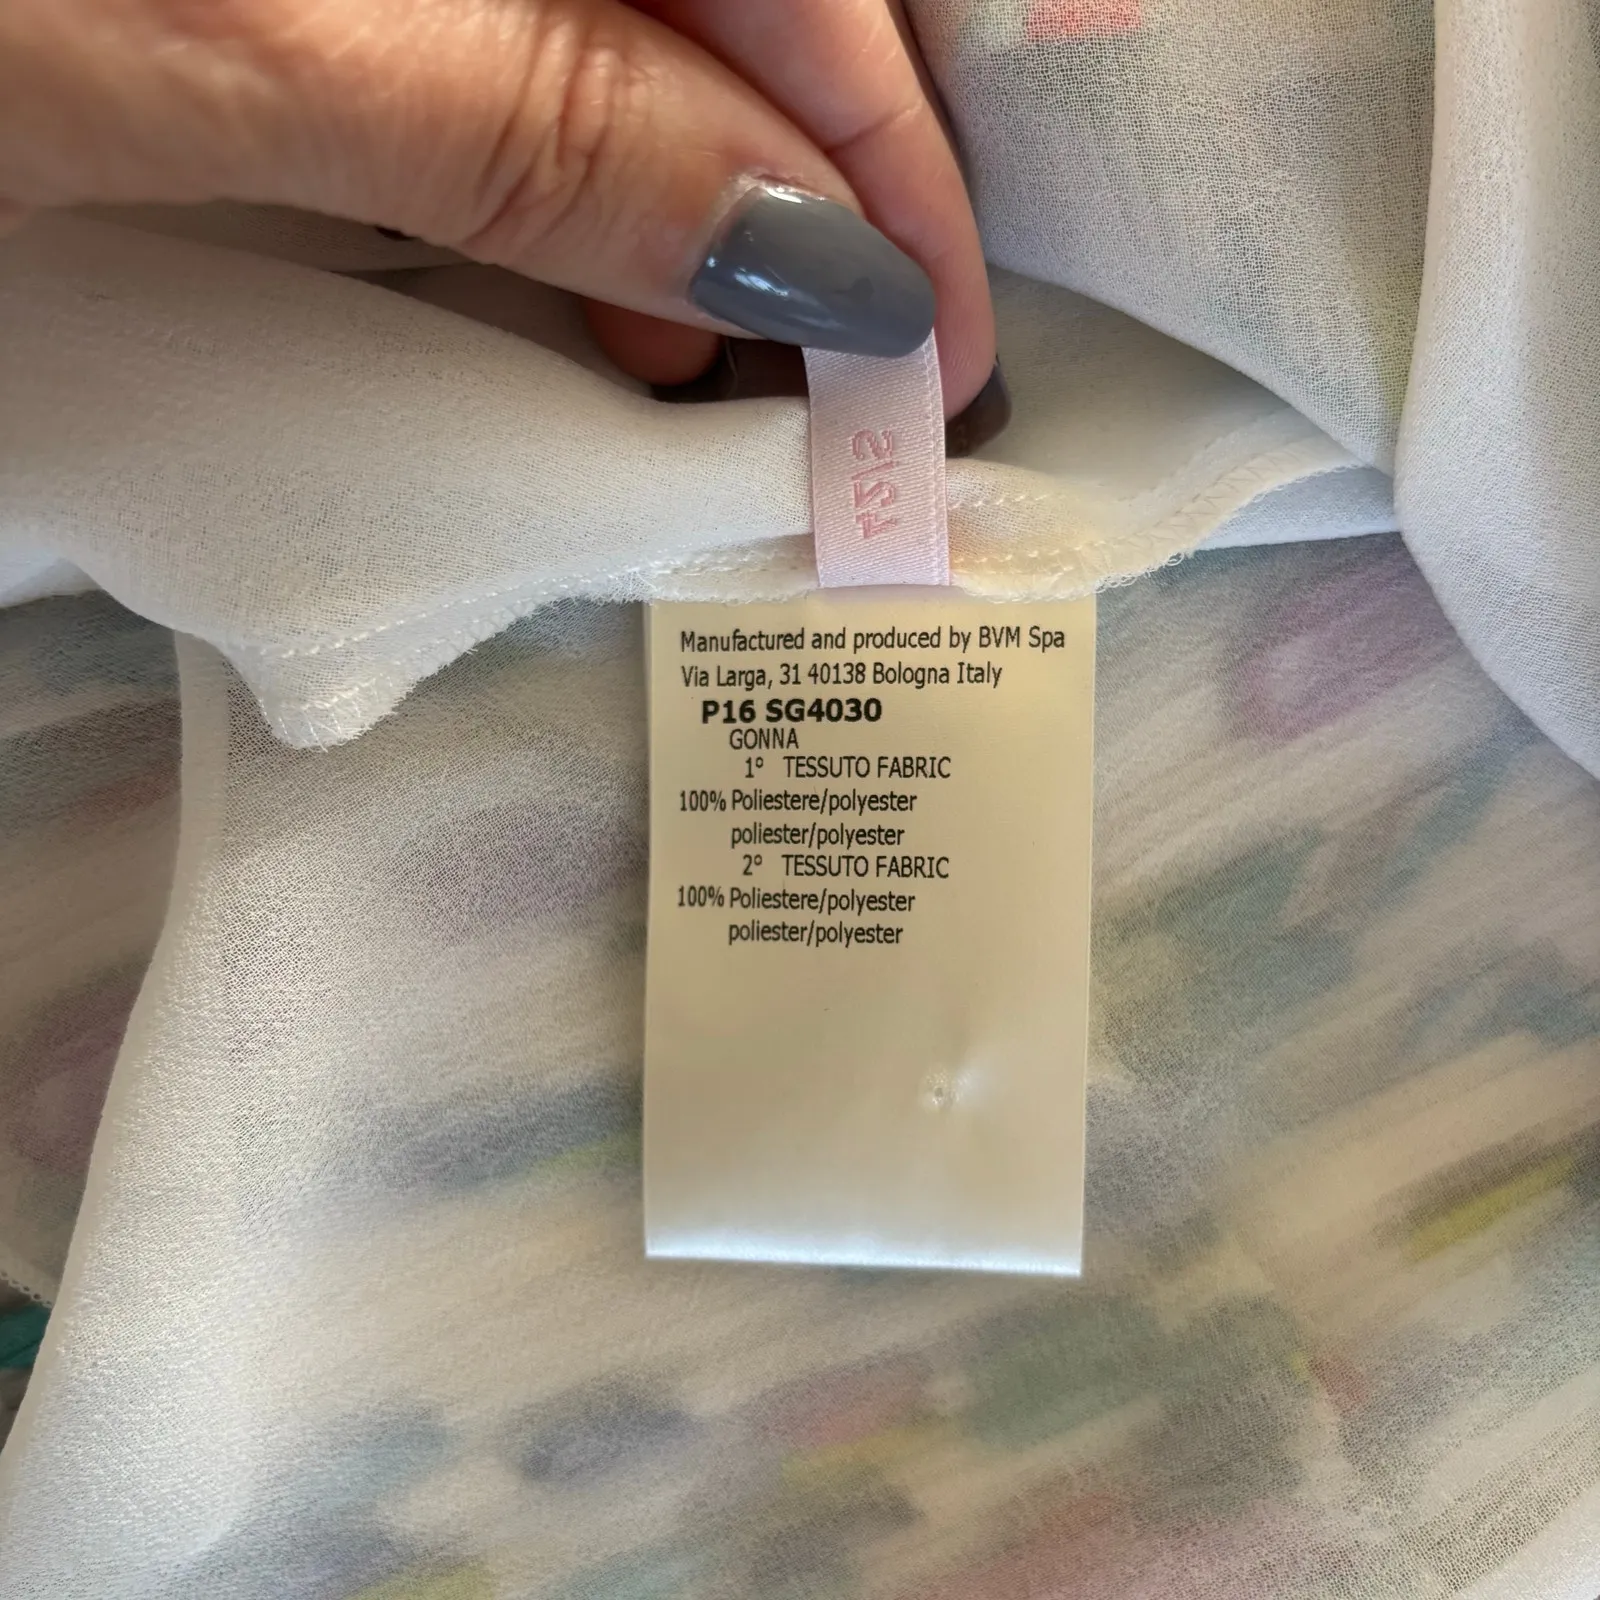 Manufactured and produced by BVM Spa
Via Larga, 31 40138 Bologna Italy
P16 SG4030
GONNA
1° TESSUTO FABRIC
100% Poliestere/polyester
poliester/polyester
2° TESSUTO FABRIC
100% Poliestere/polyester
poliester/polyester